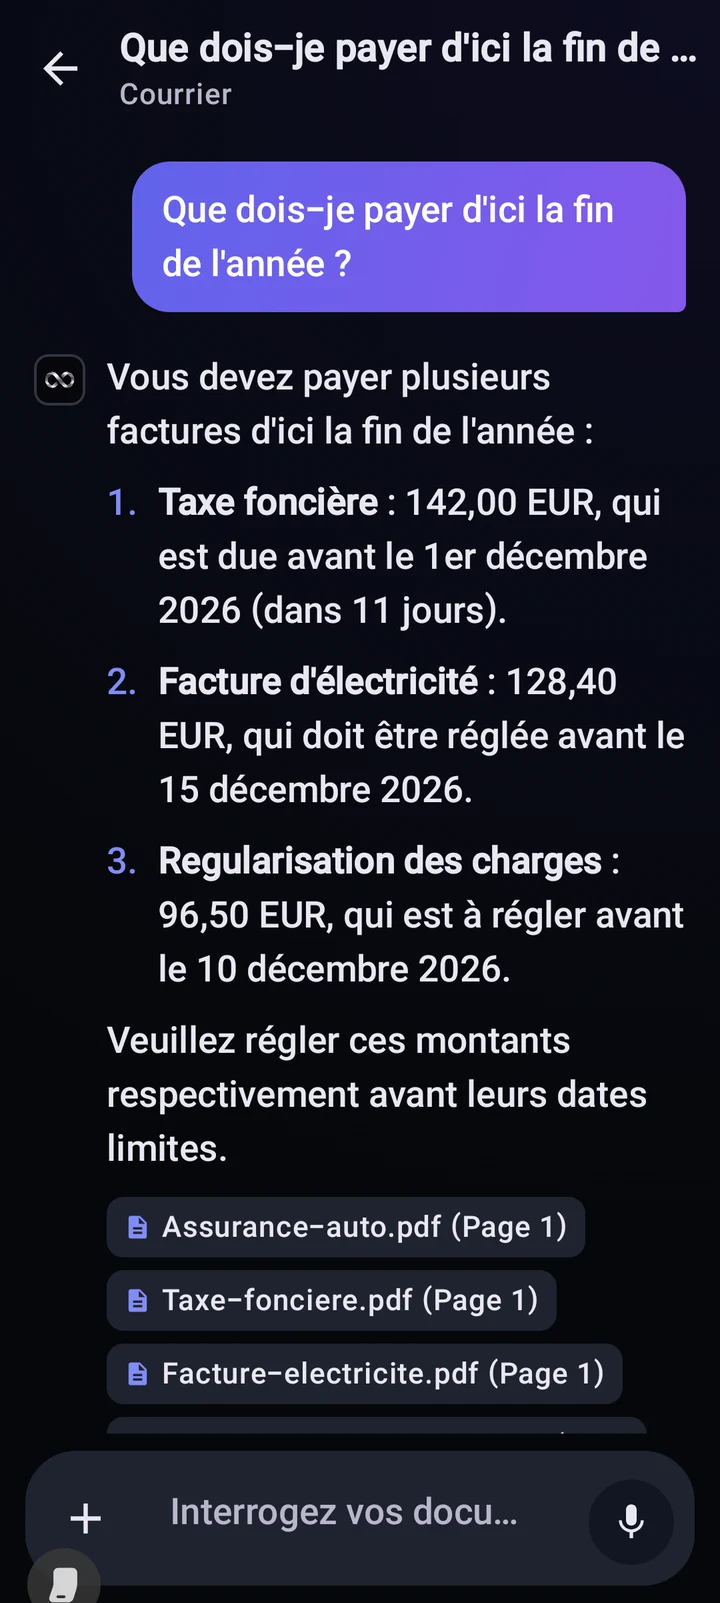 Que dois-je payer d'ici la fin de ...
Courrier
Que dois-je payer d'ici la fin
de l'année ?
Vous devez payer plusieurs
factures d'ici la fin de l'année :
1. Taxe foncière : 142,00 EUR, qui
est due avant le 1er décembre
2026 (dans 11 jours).
2. Facture d'électricité : 128,40
EUR, qui doit être réglée avant le
15 décembre 2026.
3. Regularisation des charges :
96,50 EUR, qui est à régler avant
le 10 décembre 2026.
Veuillez régler ces montants
respectivement avant leurs dates
limites.
Assurance-auto.pdf (Page 1)
Taxe-fonciere.pdf (Page 1)
Facture-electricite.pdf (Page 1)
Interrogez vos docu...